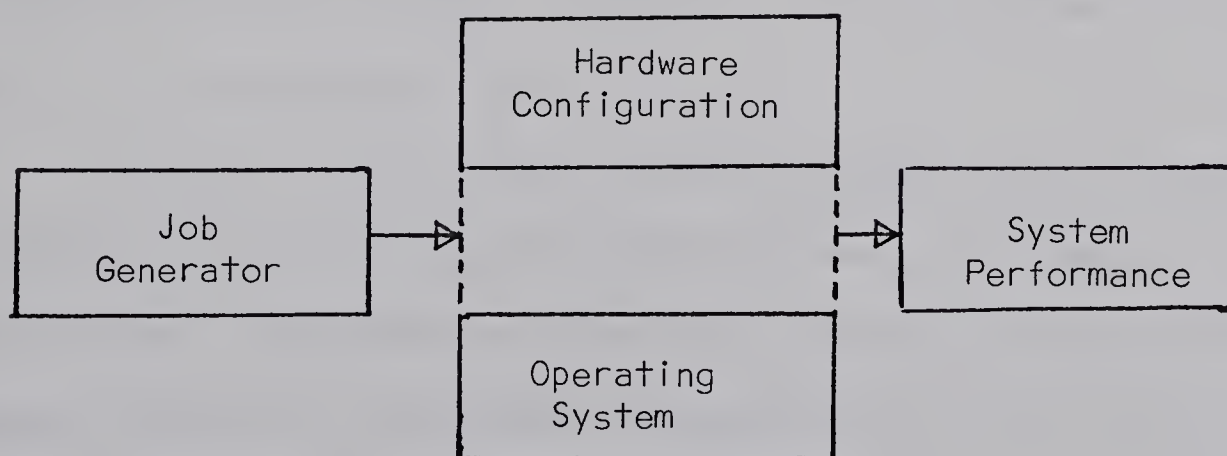 Hardware
Configuration
Job
Generator
System
Performance
Operating
System